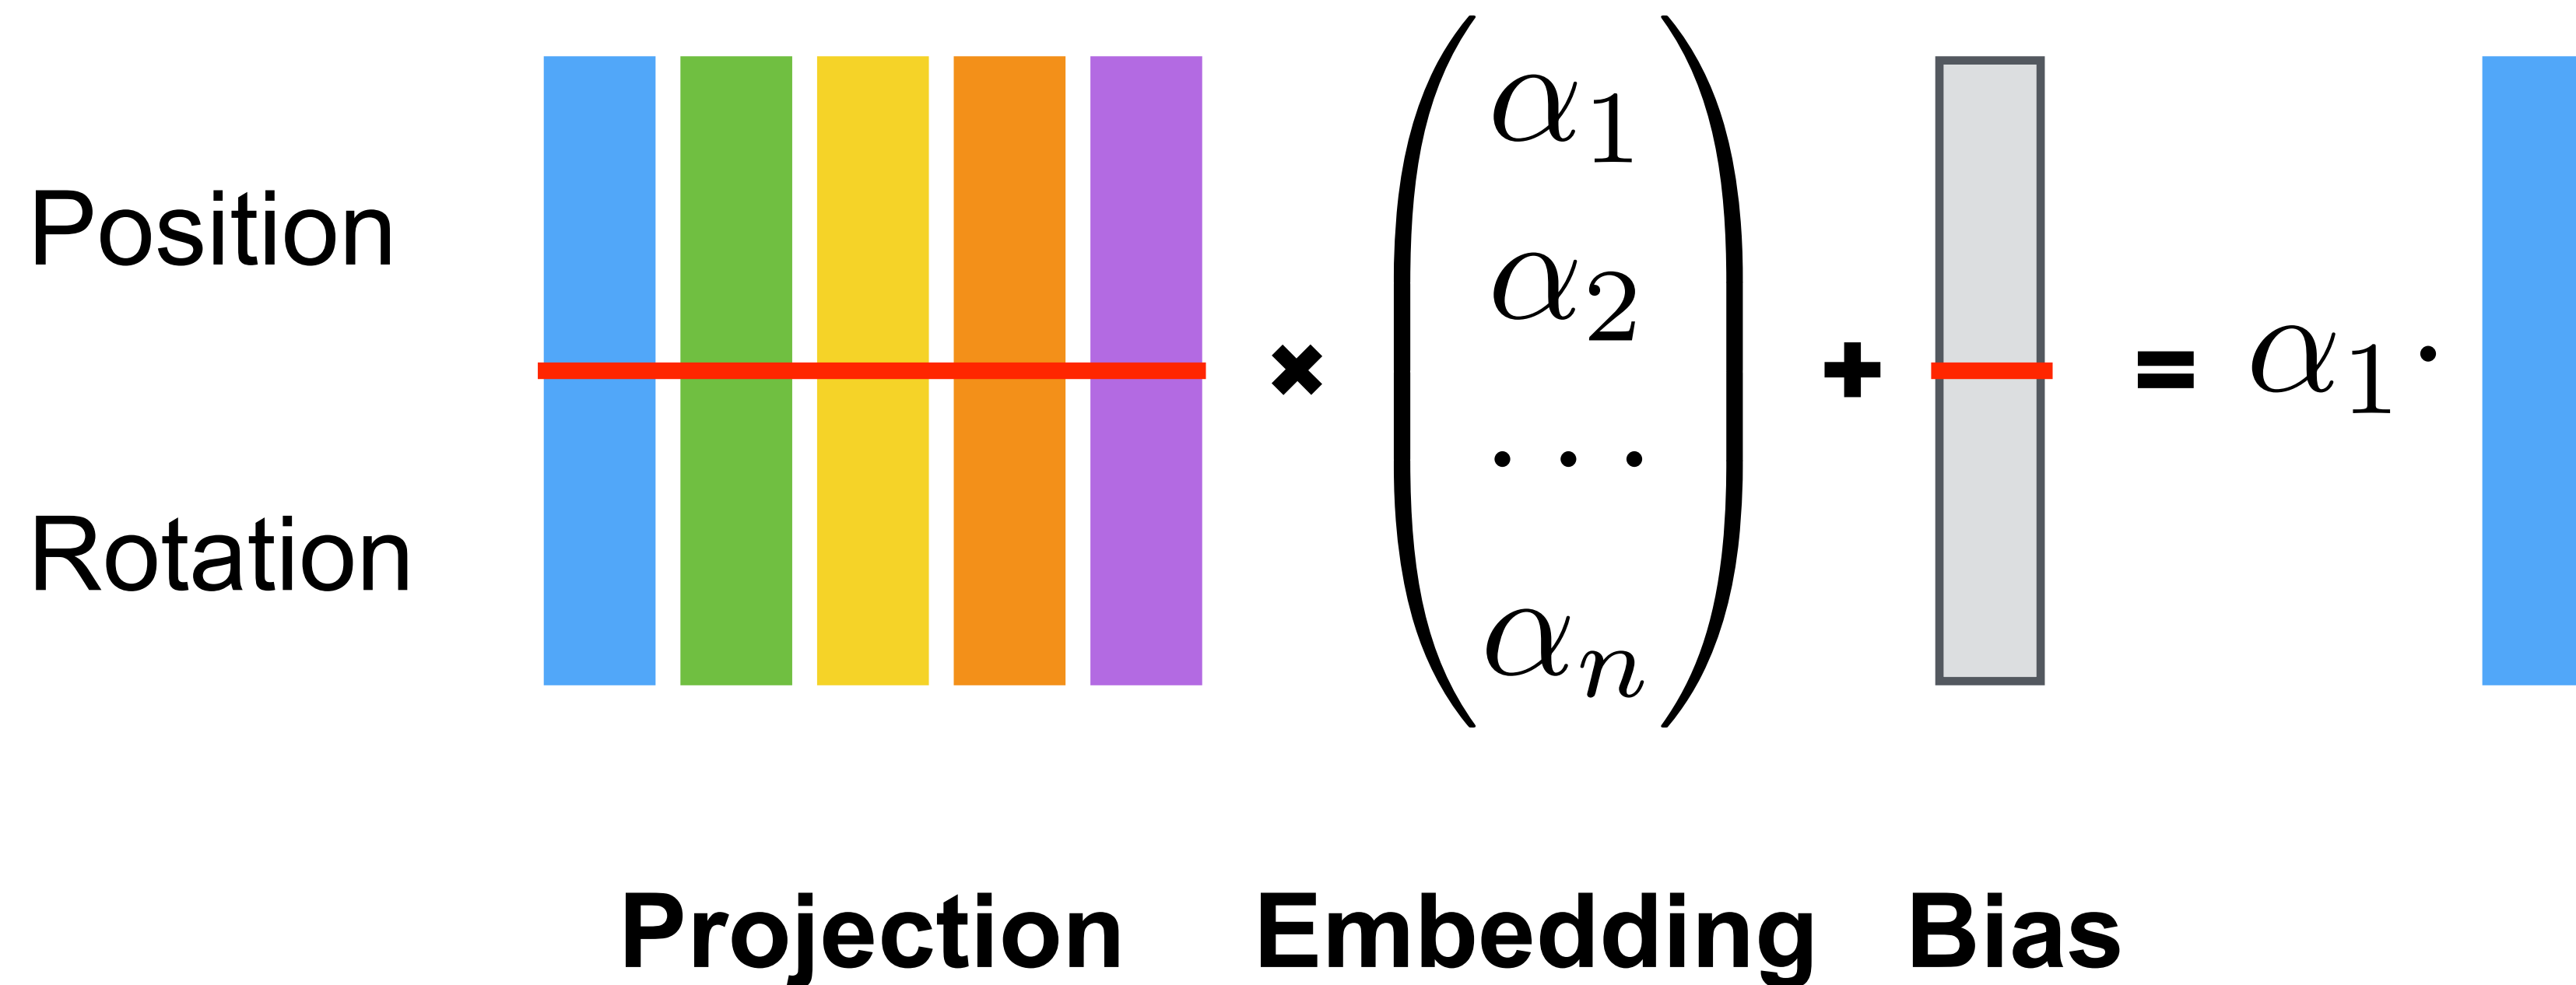 Position
Rotation
×
α1
α2
· · ·
αn
+
= α1 ·
Projection
Embedding
Bias